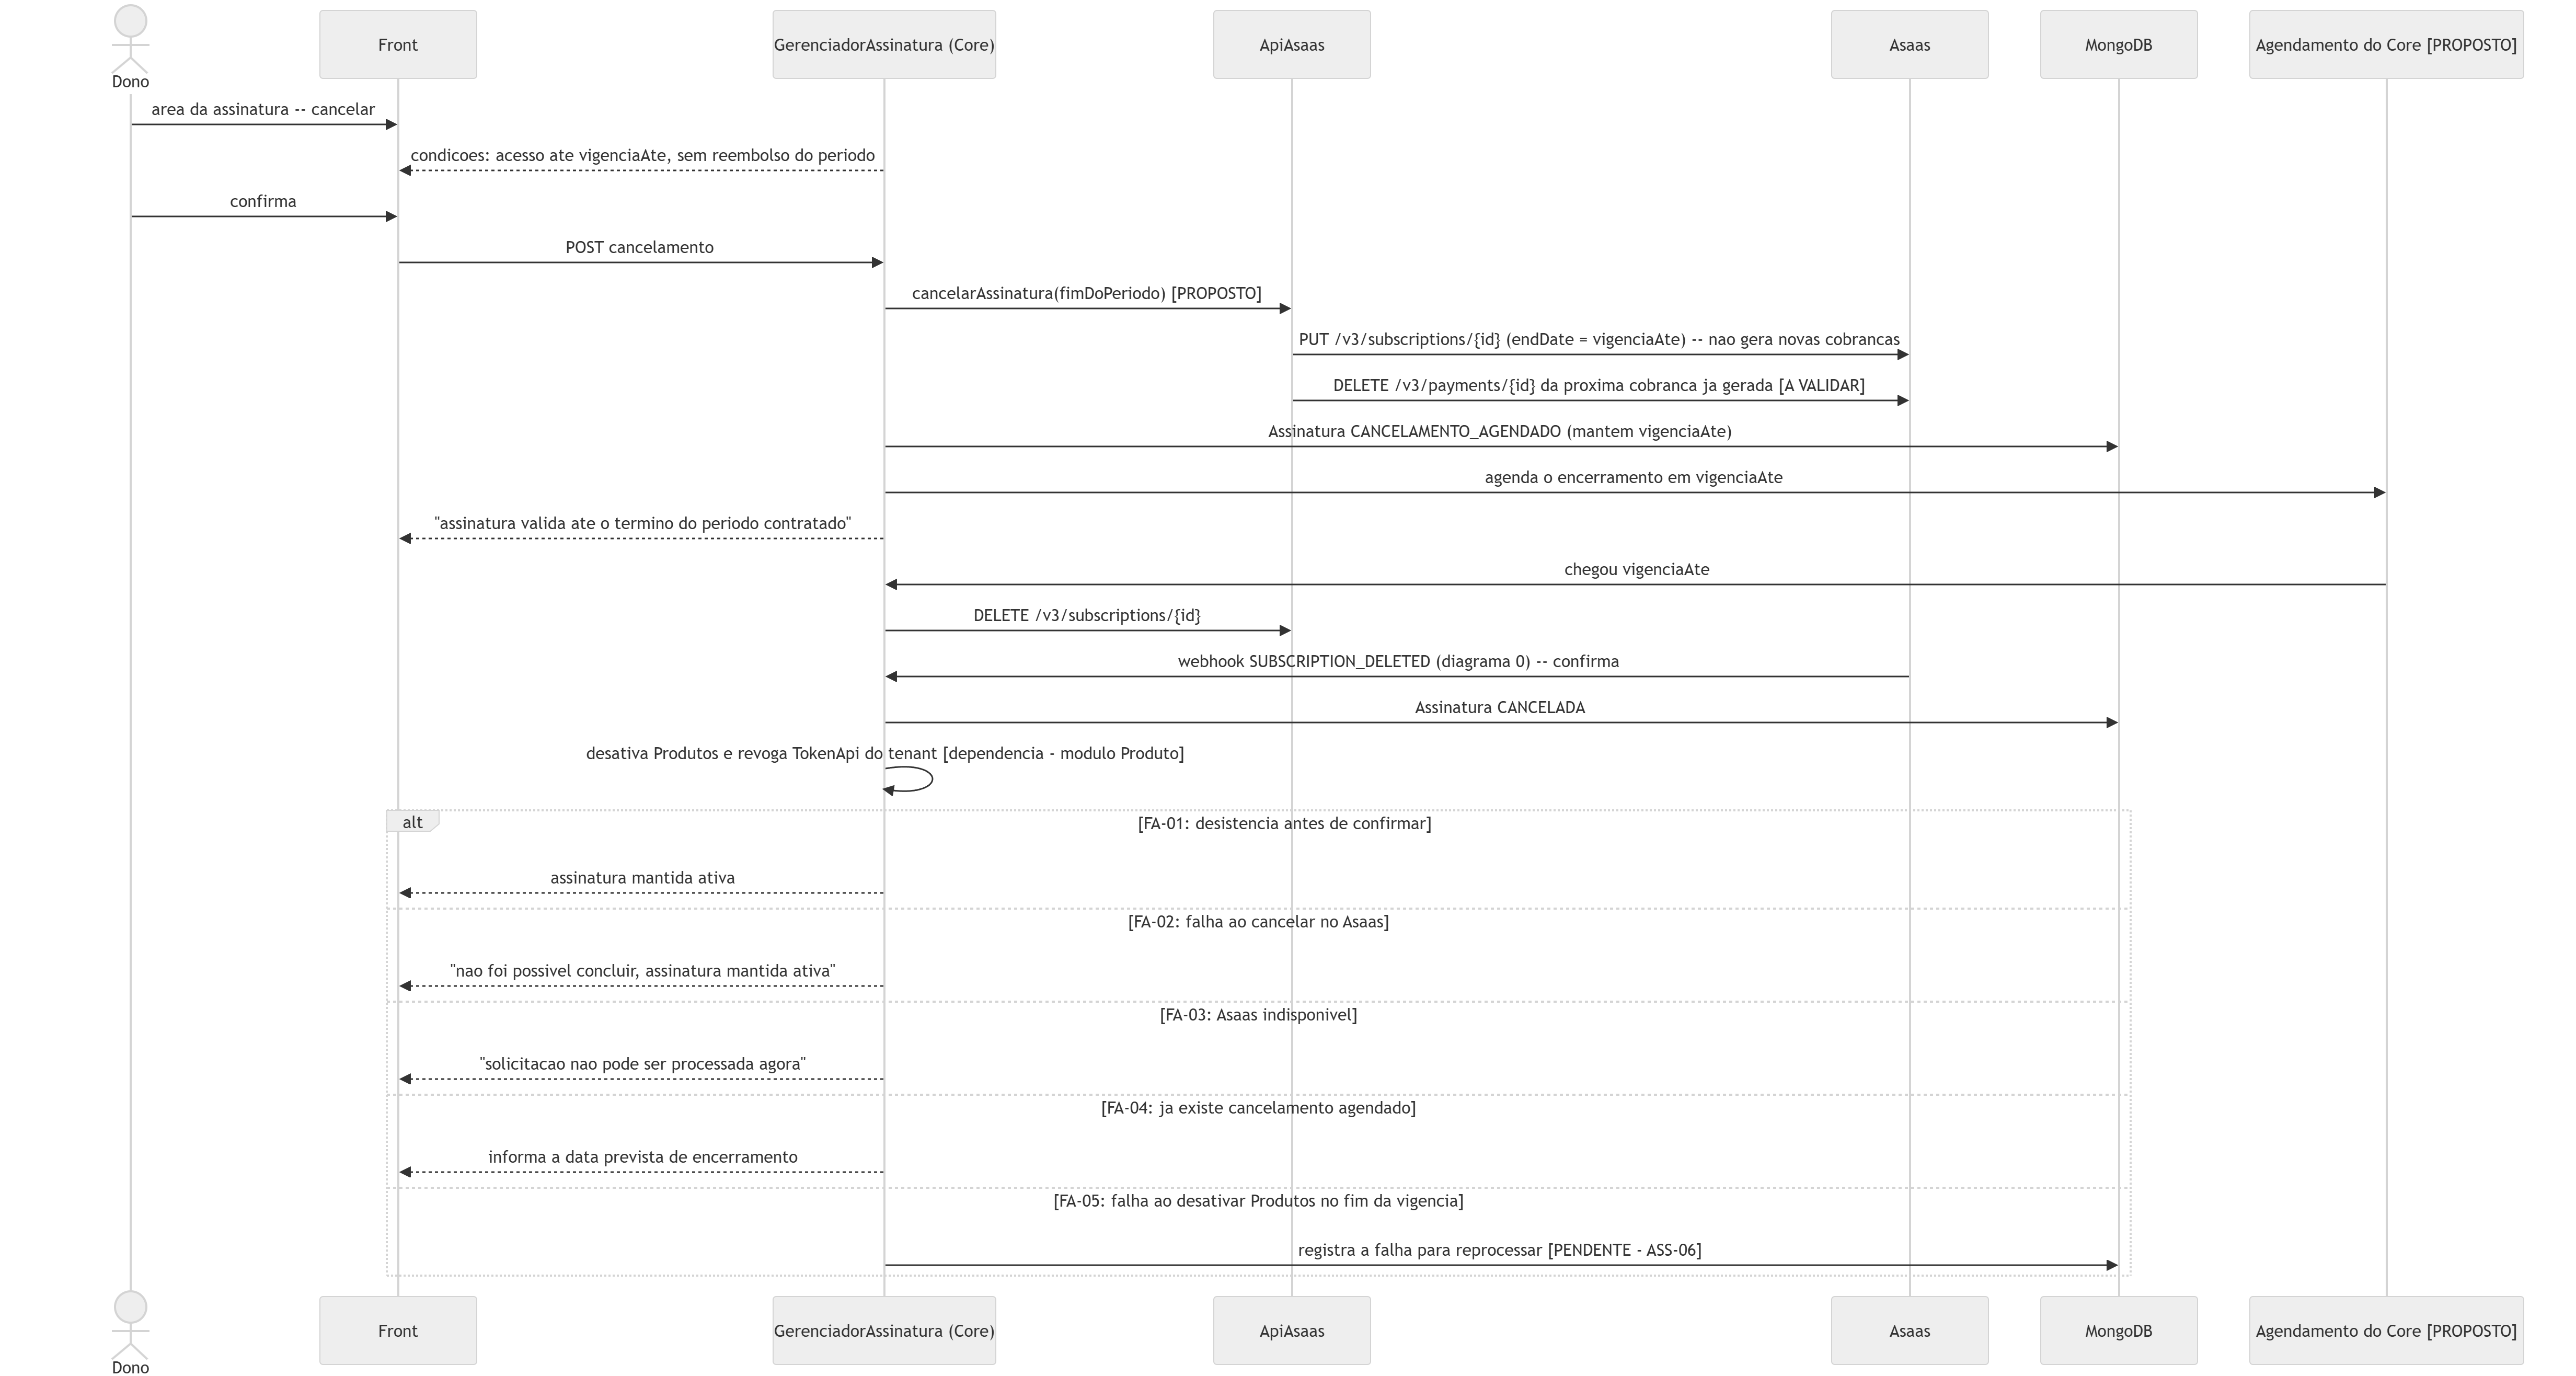 Dono
Front
GerenciadorAssinatura (Core)
ApiAsaas
Asaas
MongoDB
Agendamento do Core [PROPOSTO]
area da assinatura -- cancelar
condicoes: acesso ate vigenciaAte, sem reembolso do periodo
confirma
POST cancelamento
cancelarAssinatura(fimDoPeriodo) [PROPOSTO]
PUT /v3/subscriptions/{id} (endDate = vigenciaAte) -- nao gera novas cobrancas
DELETE /v3/payments/{id} da proxima cobranca ja gerada [A VALIDAR]
Assinatura CANCELAMENTO_AGENDADO (mantem vigenciaAte)
agenda o encerramento em vigenciaAte
"assinatura valida ate o termino do periodo contratado"
chegou vigenciaAte
DELETE /v3/subscriptions/{id}
webhook SUBSCRIPTION_DELETED (diagrama 0) -- confirma
Assinatura CANCELADA
desativa Produtos e revoga TokenApi do tenant [dependencia - modulo Produto]
alt
[FA-01: desistencia antes de confirmar]
assinatura mantida ativa
[FA-02: falha ao cancelar no Asaas]
"nao foi possivel concluir, assinatura mantida ativa"
[FA-03: Asaas indisponivel]
"solicitacao nao pode ser processada agora"
[FA-04: ja existe cancelamento agendado]
informa a data prevista de encerramento
[FA-05: falha ao desativar Produtos no fim da vigencia]
registra a falha para reprocessar [PENDENTE - ASS-06]
Dono
Front
GerenciadorAssinatura (Core)
ApiAsaas
Asaas
MongoDB
Agendamento do Core [PROPOSTO]